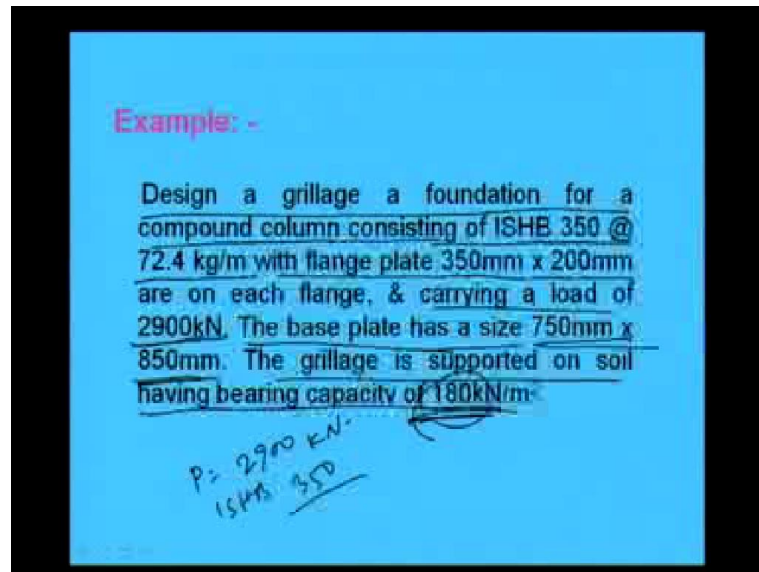 Example: -
Design a grillage a foundation for a
compound column consisting of ISHB 350 @
72.4 kg/m with flange plate 350mm x 200mm
are on each flange, & carrying a load of
2900kN. The base plate has a size 750mm x
850mm. The grillage is supported on soil
having bearing capacity of 180kN/m²
P= 2900 KN.
ISHB 350